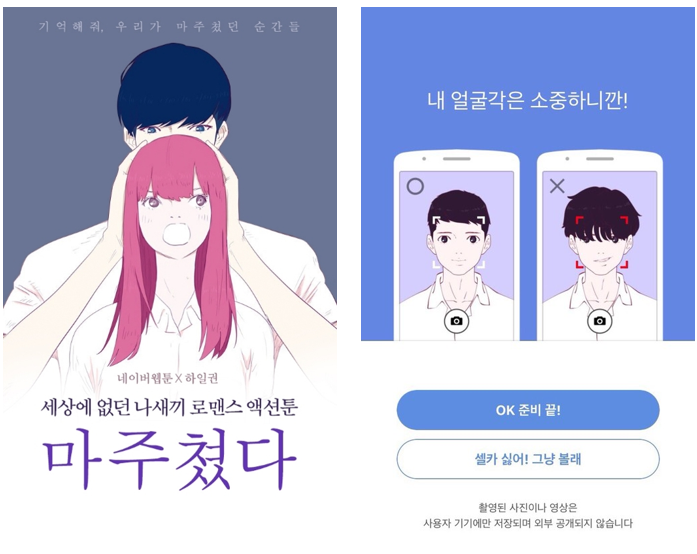 기억해줘, 우리가 마주쳤던 순간들
네이버웹툰 X 하일권
세상에 없던 나새끼 로맨스 액션툰
마주쳤다
내 얼굴각은 소중하니깐!
OK 준비 끝!
셀카 싫어! 그냥 볼래
촬영된 사진이나 영상은
사용자 기기에만 저장되며 외부 공개되지 않습니다